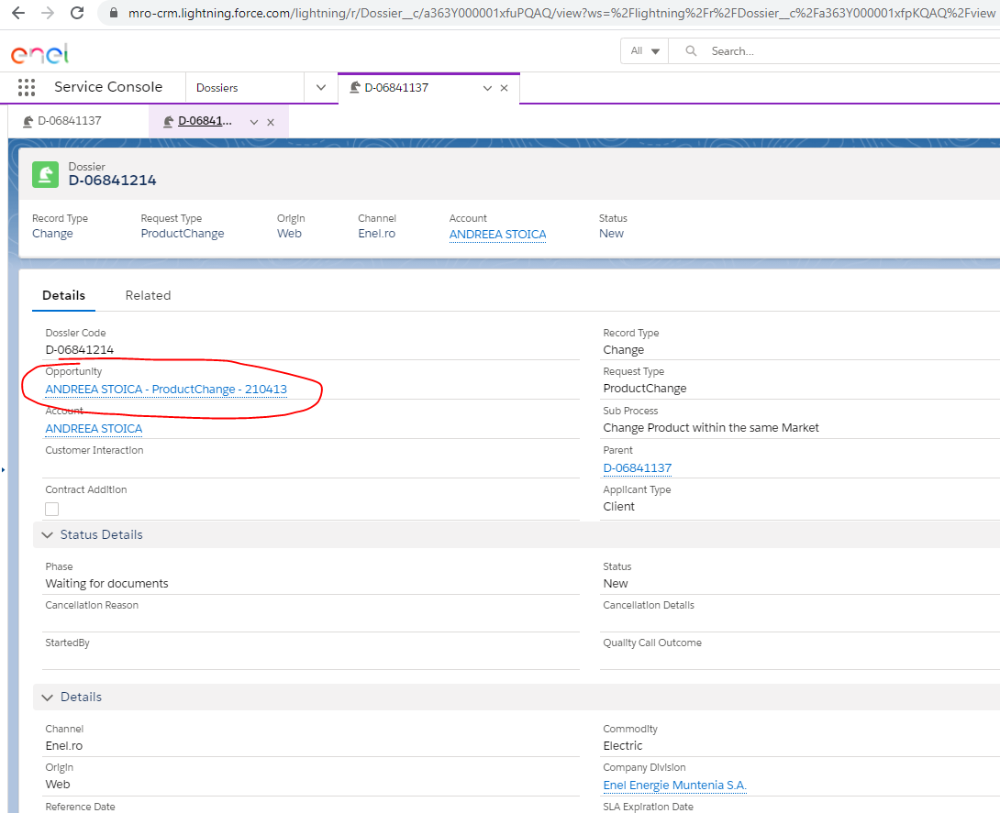 mro-crm.lightning.force.com/lightning/r/Dossier__c/a363Y000001xfuPQAQ/view?ws=%2Flightning%2Fr%2FDossier__c%2Fa363Y000001xfpKQAQ%2Fview
enel
All Search...
Service Console Dossiers D-06841137
D-06841137 D-06841...
Dossier
D-06841214
Record Type Request Type Origin Channel Account Status
Change ProductChange Web Enel.ro ANDREEA STOICA New
Details Related
Dossier Code Record Type
D-06841214 Change
Opportunity Request Type
ANDREEA STOICA - ProductChange - 210413 ProductChange
Account Sub Process
ANDREEA STOICA Change Product within the same Market
Customer Interaction Parent
D-06841137
Contract Addition Applicant Type
Client
Status Details
Phase Status
Waiting for documents New
Cancellation Reason Cancellation Details
StartedBy Quality Call Outcome
Details
Channel Commodity
Enel.ro Electric
Origin Company Division
Web Enel Energie Muntenia S.A.
Reference Date SLA Expiration Date